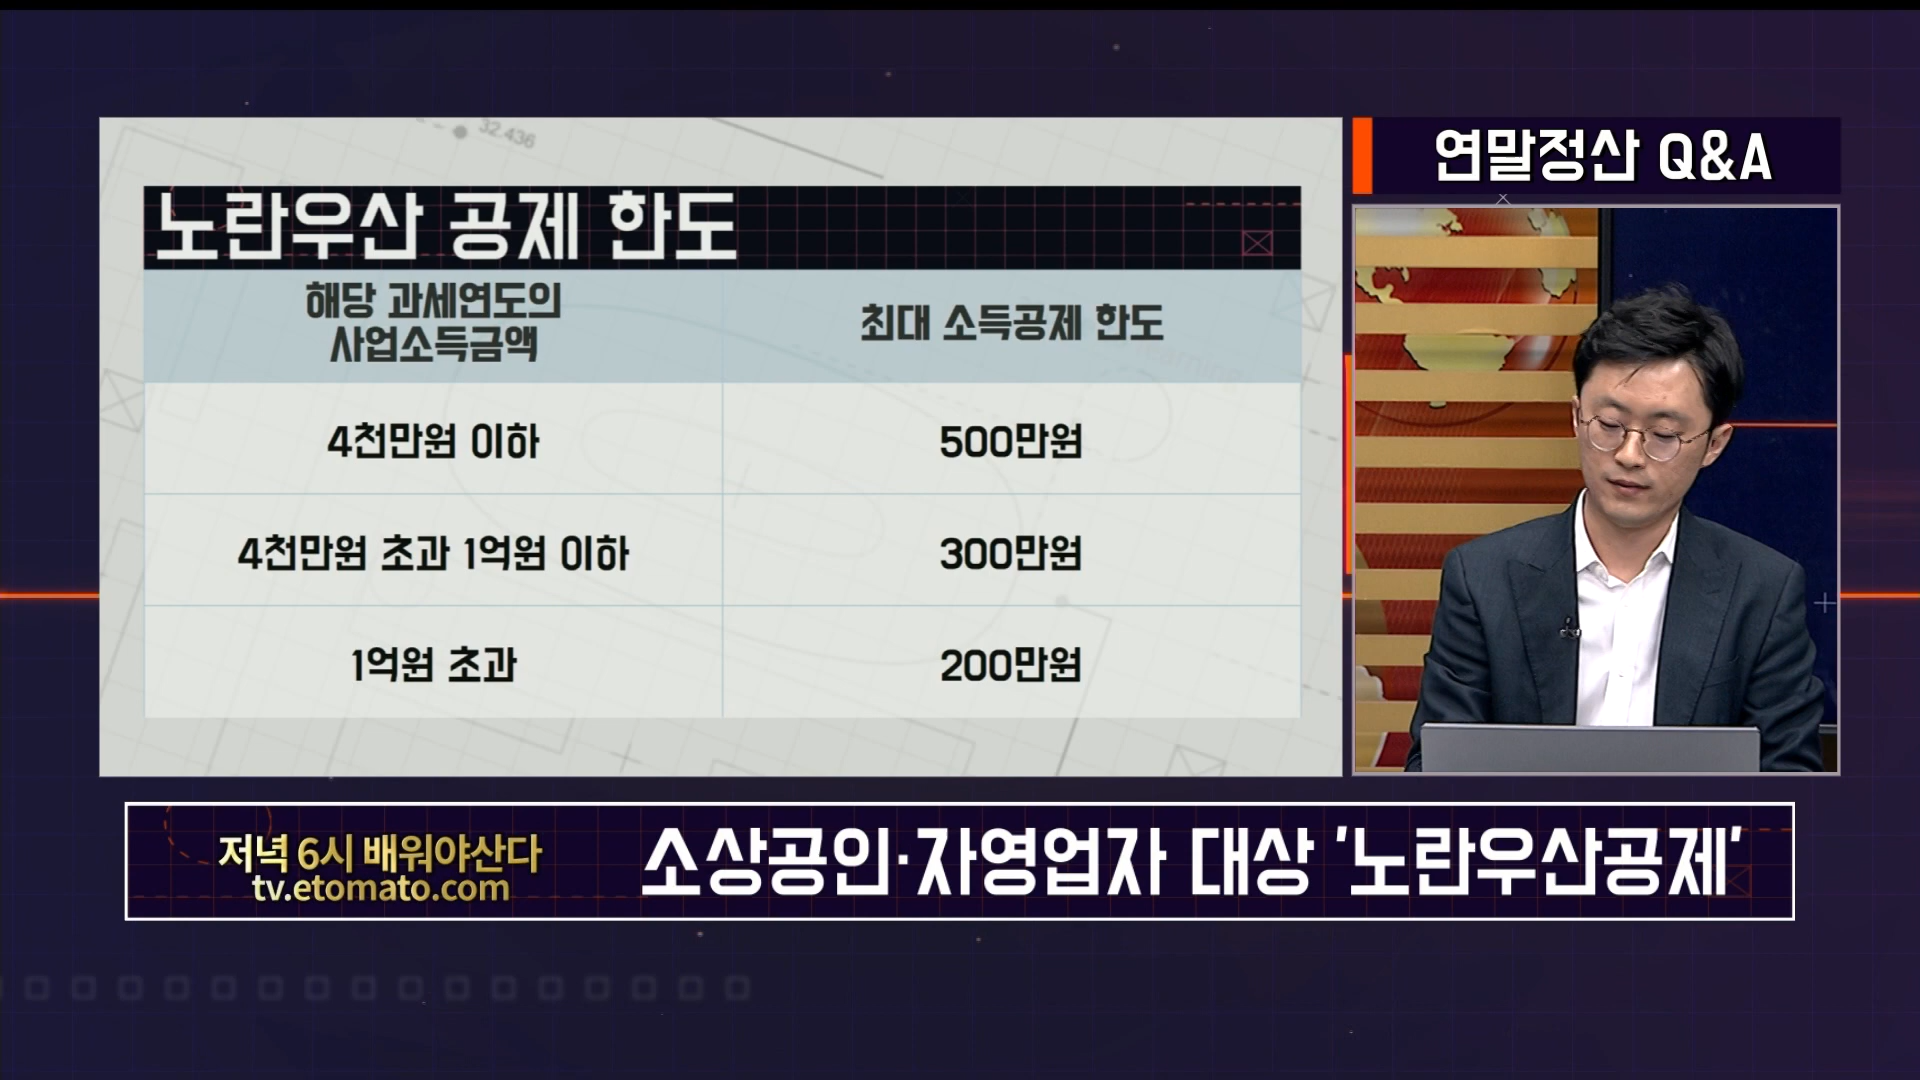 32.436
노란우산 공제 한도
해당 과세연도의
사업소득금액
최대 소득공제 한도
4천만원 이하
500만원
4천만원 초과 1억원 이하
300만원
1억원 초과
200만원
연말정산 Q&A
저녁 6시 배워야산다
tv.etomato.com
소상공인·자영업자 대상 '노란우산공제'